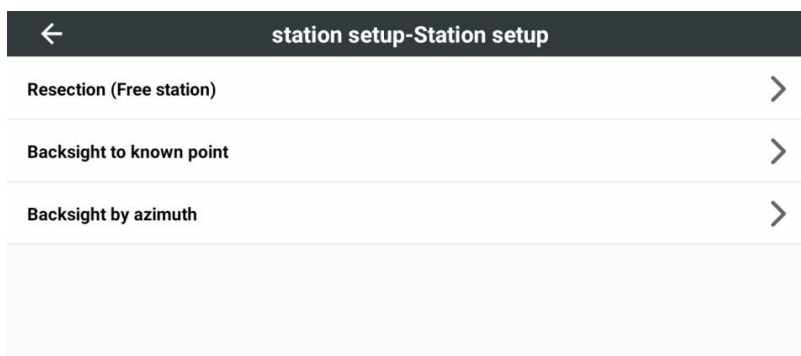 station setup-Station setup
Resection (Free station)
Backsight to known point
Backsight by azimuth